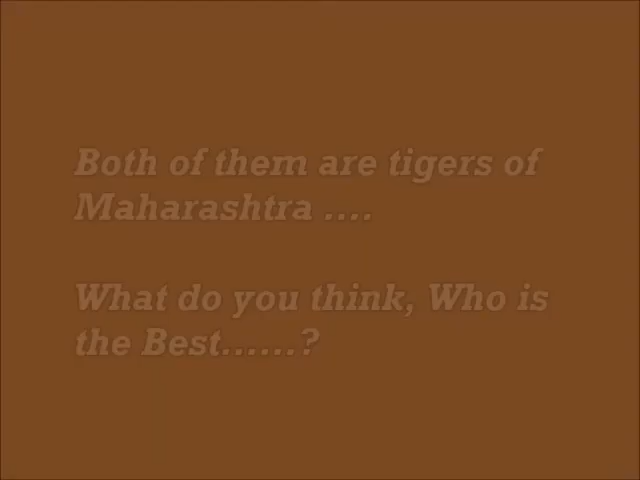 Both of them are tigers of
Maharashtra ....
What do you think, Who is
the Best......?